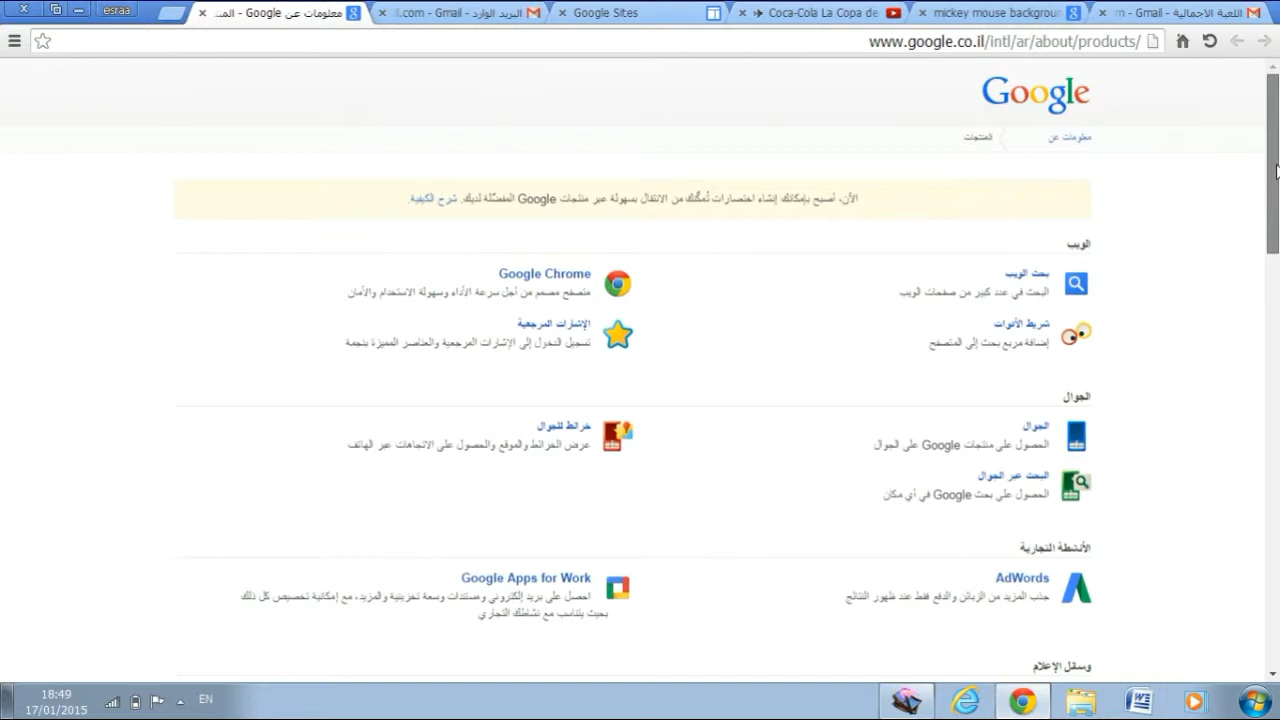 esraa
معلومات عن Google - المنـ
البريد الوارد - l.com - Gmail
Google Sites
Coca-Cola La Copa de
mickey mouse backgroun
اللعبة الاجمالية - m - Gmail
www.google.co.il/intl/ar/about/products/
Google
معلومات عن
المنتجات
الآن، أصبح بإمكانك إنشاء اختصارات تُمكّنك من الانتقال بسهولة عبر منتجات Google المفضّلة لديك. شرح الكيفية.
الويب
بحث الويب
البحث في عدد كبير من صفحات الويب
Google Chrome
متصفح مصمم من أجل سرعة الأداء وسهولة الاستخدام والأمان
شريط الأدوات
إضافة مربع بحث إلى المتصفح
الإشارات المرجعية
تسجيل الدخول إلى الإشارات المرجعية والعناصر المميزة بنجمة
الجوال
الجوال
الحصول على منتجات Google على الجوال
خرائط للجوال
عرض الخرائط والموقع والحصول على الاتجاهات عبر الهاتف
البحث عبر الجوال
الحصول على بحث Google في أي مكان
الأنشطة التجارية
AdWords
جذب المزيد من الزبائن والدفع فقط عند ظهور النتائج
Google Apps for Work
احصل على بريد إلكتروني ومستندات وسعة تخزينية والمزيد، مع إمكانية تخصيص كل ذلك
بحيث يتناسب مع نشاطك التجاري
وسائل الإعلام
EN
18:49
17/01/2015